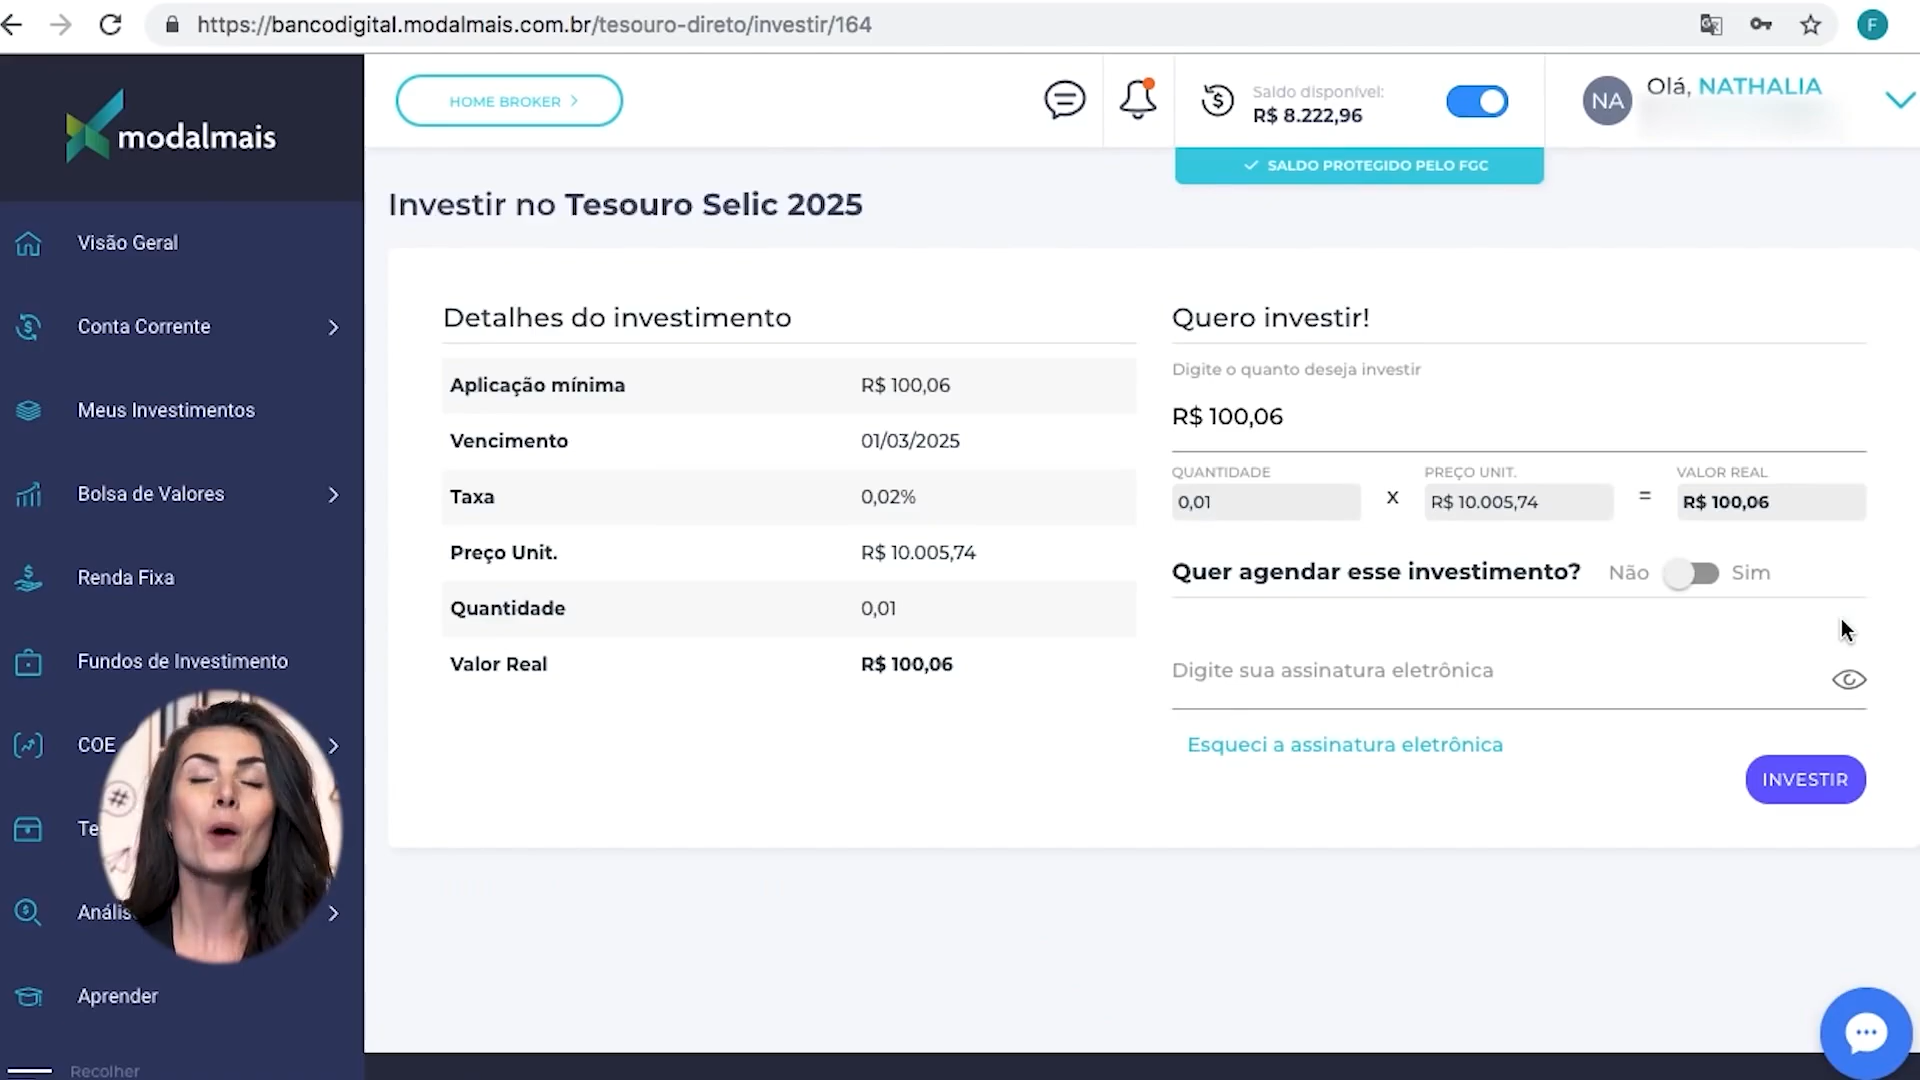 https://bancodigital.modalmais.com.br/tesouro-direto/investir/164
F
modalmais
HOME BROKER
Saldo disponível:
R$ 8.222,96
SALDO PROTEGIDO PELO FGC
NA
Olá, NATHALIA
Visão Geral
Conta Corrente
Meus Investimentos
Bolsa de Valores
Renda Fixa
Fundos de Investimento
COE
Aprender
Recolher
Investir no Tesouro Selic 2025
Detalhes do investimento
Aplicação mínima R$ 100,06
Vencimento 01/03/2025
Taxa 0,02%
Preço Unit. R$ 10.005,74
Quantidade 0,01
Valor Real R$ 100,06
Quero investir!
Digite o quanto deseja investir
R$ 100,06
QUANTIDADE PREÇO UNIT. VALOR REAL
0,01 x R$ 10.005,74 = R$ 100,06
Quer agendar esse investimento? Não Sim
Digite sua assinatura eletrônica
Esqueci a assinatura eletrônica
INVESTIR